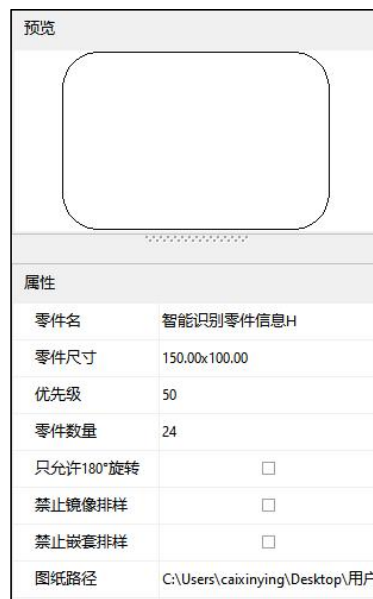 预览
属性
零件名 智能识别零件信息H
零件尺寸 150.00x100.00
优先级 50
零件数量 24
只允许180°旋转
禁止镜像排样
禁止嵌套排样
图纸路径 C:\Users\caixinying\Desktop\用户